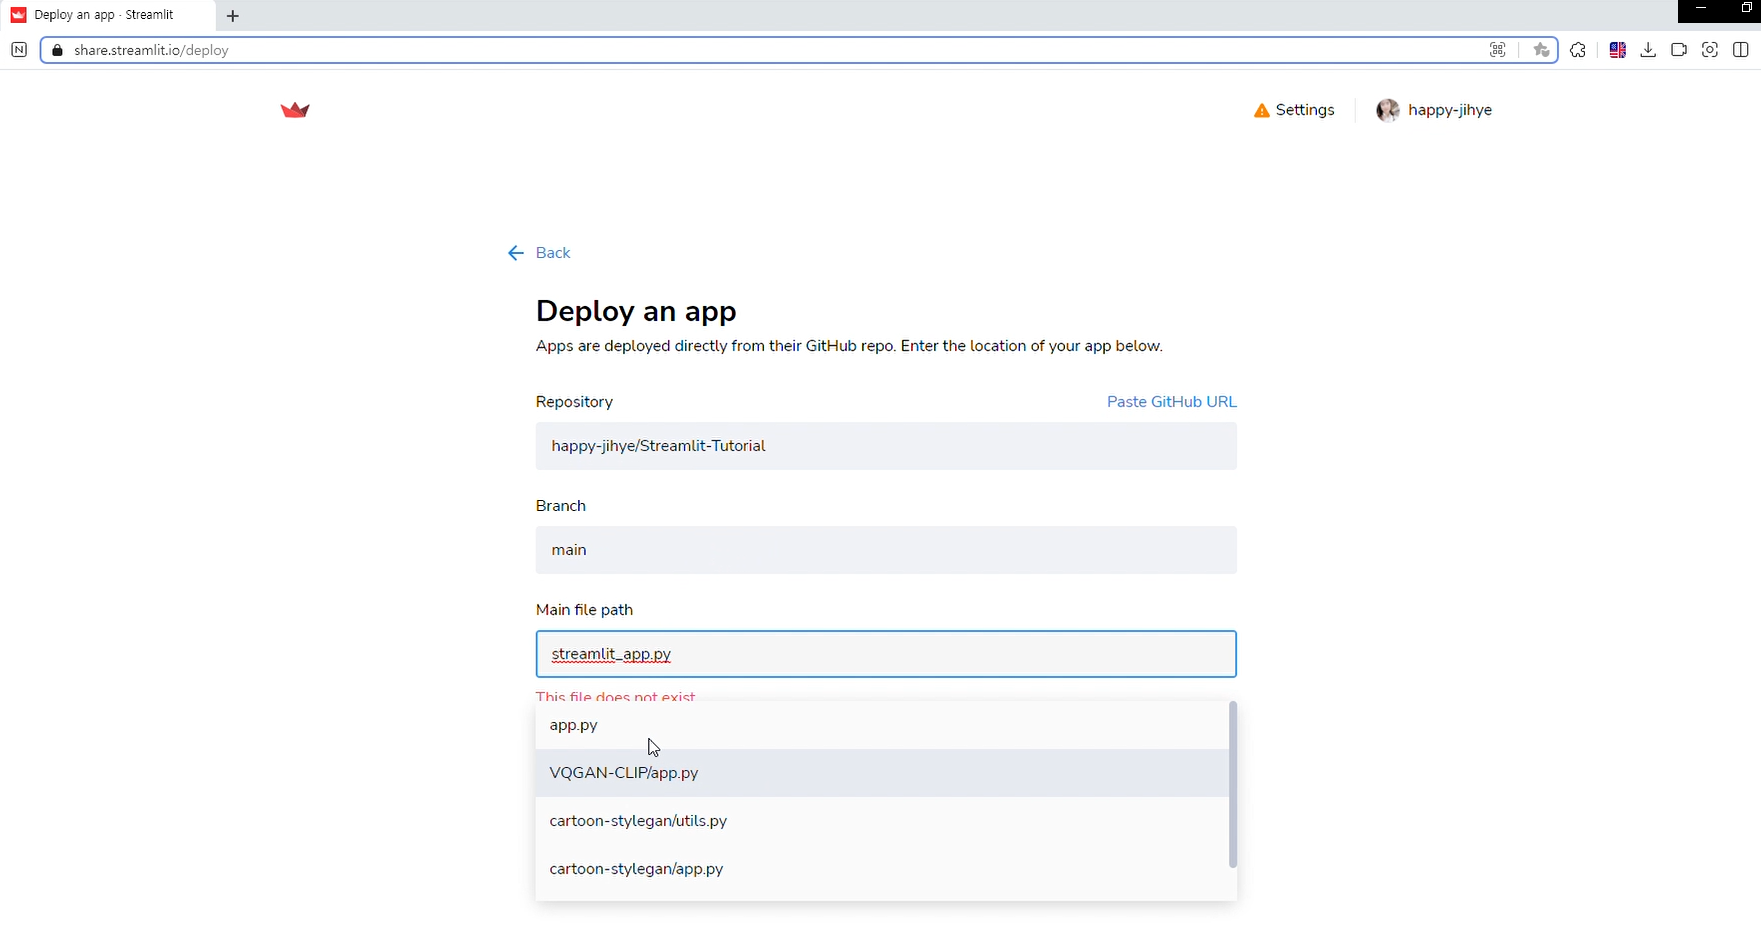 Deploy an app · Streamlit
share.streamlit.io/deploy
Settings
happy-jihye
Back
Deploy an app
Apps are deployed directly from their GitHub repo. Enter the location of your app below.
Repository
Paste GitHub URL
happy-jihye/Streamlit-Tutorial
Branch
main
Main file path
streamlit_app.py
This file does not exist
app.py
VQGAN-CLIP/app.py
cartoon-stylegan/utils.py
cartoon-stylegan/app.py